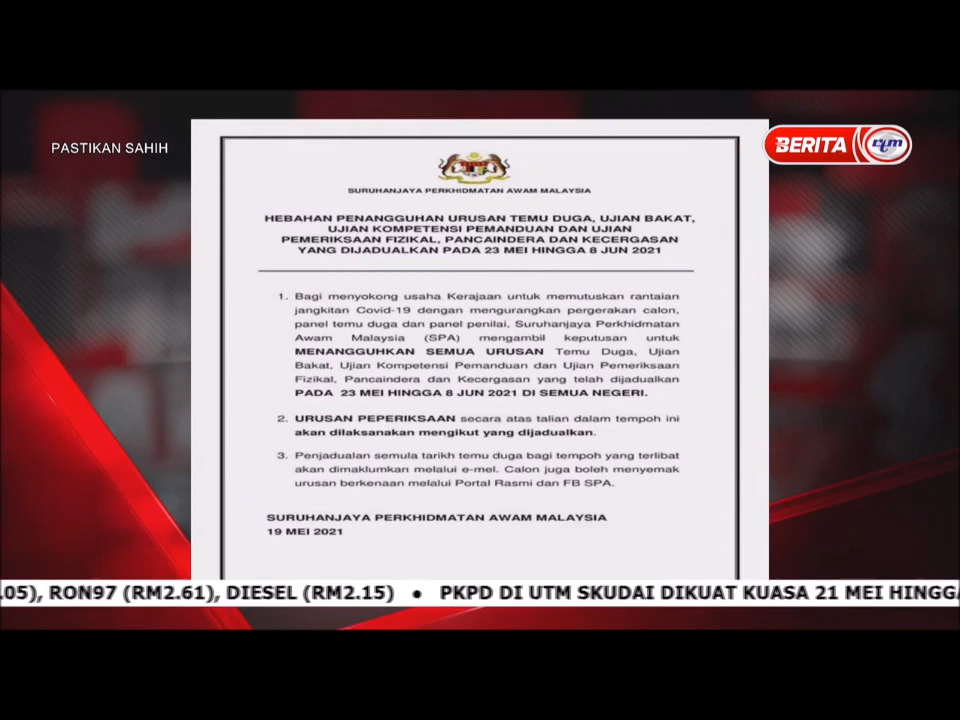 PASTIKAN SAHIH
BERITA rtm
SURUHANJAYA PERKHIDMATAN AWAM MALAYSIA
HEBAHAN PENANGGUHAN URUSAN TEMU DUGA, UJIAN BAKAT,
UJIAN KOMPETENSI PEMANDUAN DAN UJIAN
PEMERIKSAAN FIZIKAL, PANCAINDERA DAN KECERGASAN
YANG DIJADUALKAN PADA 23 MEI HINGGA 8 JUN 2021
1. Bagi menyokong usaha Kerajaan untuk memutuskan rantaian
jangkitan Covid-19 dengan mengurangkan pergerakan calon,
panel temu duga dan panel penilai, Suruhanjaya Perkhidmatan
Awam Malaysia (SPA) mengambil keputusan untuk
MENANGGUHKAN SEMUA URUSAN Temu Duga, Ujian
Bakat, Ujian Kompetensi Pemanduan dan Ujian Pemeriksaan
Fizikal, Pancaindera dan Kecergasan yang telah dijadualkan
PADA 23 MEI HINGGA 8 JUN 2021 DI SEMUA NEGERI.
2. URUSAN PEPERIKSAAN secara atas talian dalam tempoh ini
akan dilaksanakan mengikut yang dijadualkan.
3. Penjadualan semula tarikh temu duga bagi tempoh yang terlibat
akan dimaklumkan melalui e-mel. Calon juga boleh menyemak
urusan berkenaan melalui Portal Rasmi dan FB SPA.
SURUHANJAYA PERKHIDMATAN AWAM MALAYSIA
19 MEI 2021
.05), RON97 (RM2.61), DIESEL (RM2.15) • PKPD DI UTM SKUDAI DIKUAT KUASA 21 MEI HINGGA